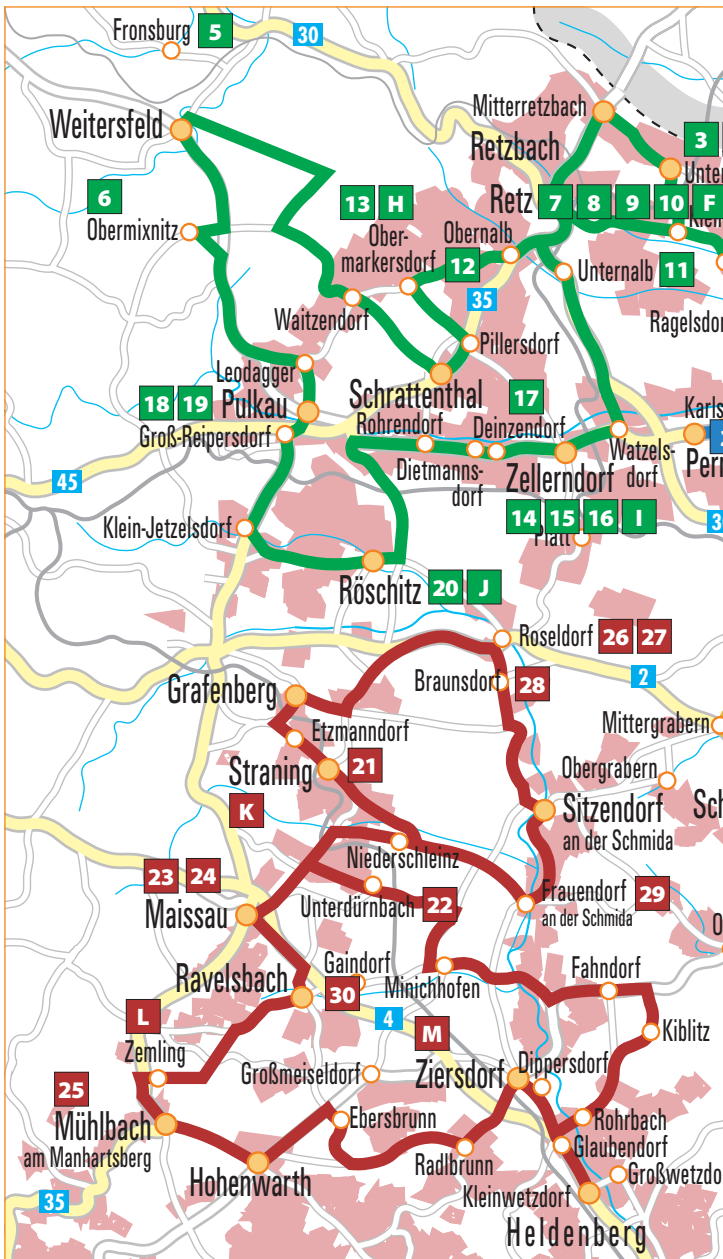 Fronsburg 5
30
Weitersfeld
Mitterretzbach
Retzbach
3
6
13 H
Retz 7 8 9 10 F
Obermixnitz
Ober-
markersdorf
12
Obernalb
Unternalb 11
35
Waitzendorf
Ragelsdor
Pillersdorf
Leodagger
Schrattenthal
18 19
Pulkau
17
Rohrendorf
Deinzendorf
Karls
Groß-Reipersdorf
Dietmanns-
dorf
Zellerndorf
Watzels-
dorf
Pern
45
Klein-Jetzelsdorf
14 15 16 I
Platt
Röschitz 20 J
Roseldorf 26 27
Grafenberg
Braunsdorf 28
2
Etzmanndorf
Mittergrabern
Straning 21
Obergrabern
K
Sitzendorf
an der Schmida
Sch
Niederschleinz
23 24
Maissau
Unterdürnbach 22
Frauendorf 29
an der Schmida
Ravelsbach
Gaindorf
30
Minichhofen
Fahndorf
L
4
M
Kiblitz
Zemling
Großmeiseldorf
Ziersdorf
Dippersdorf
25
Mühlbach
am Manhartsberg
Ebersbrunn
Rohrbach
Glaubendorf
Hohenwarth
Radlbrunn
Großwetzdo
35
Kleinwetzdorf
Heldenberg